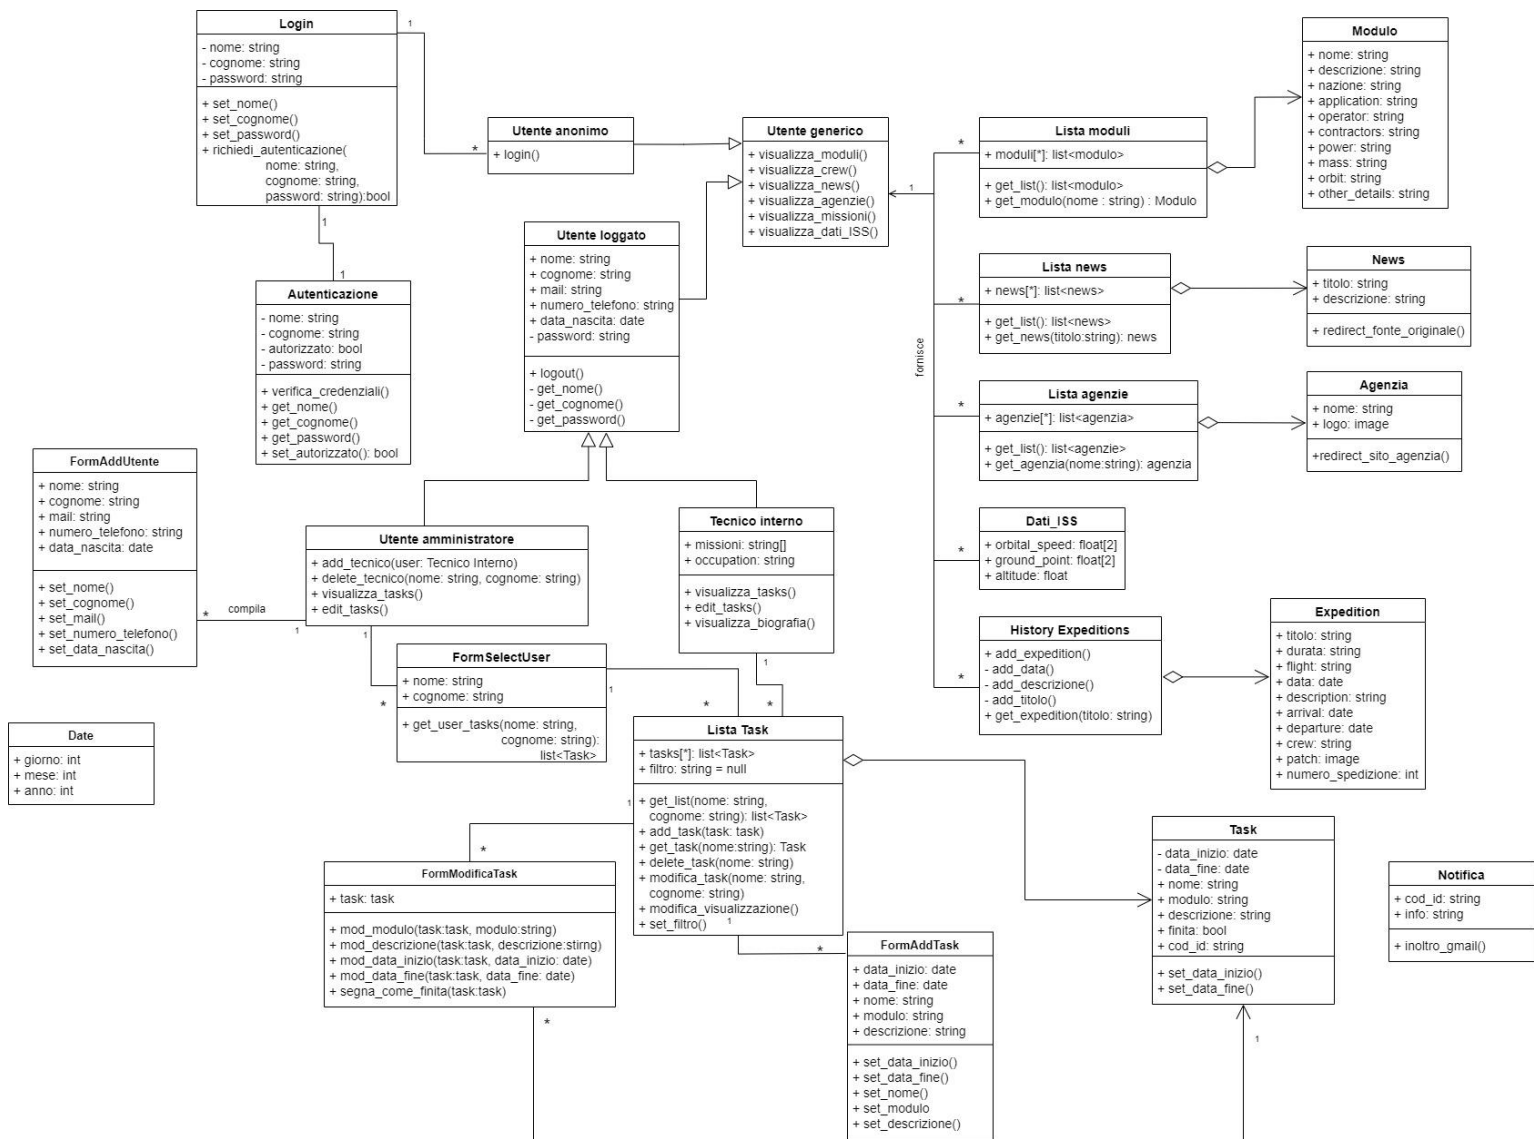 Login
- nome: string
- cognome: string
- password: string
+ set_nome()
+ set_cognome()
+ set_password()
+ richiedi_autenticazione(
nome: string,
cognome: string,
password: string):bool
1
*
1
1
Utente anonimo
+ login()
Utente generico
+ visualizza_moduli()
+ visualizza_crew()
+ visualizza_news()
+ visualizza_agenzie()
+ visualizza_missioni()
+ visualizza_dati_ISS()
1
fornisce
*
*
*
*
*
Lista moduli
+ moduli[*]: list<modulo>
+ get_list(): list<modulo>
+ get_modulo(nome : string) : Modulo
Modulo
+ nome: string
+ descrizione: string
+ nazione: string
+ application: string
+ operator: string
+ contractors: string
+ power: string
+ mass: string
+ orbit: string
+ other_details: string
Utente loggato
+ nome: string
+ cognome: string
+ mail: string
+ numero_telefono: string
+ data_nascita: date
- password: string
+ logout()
- get_nome()
- get_cognome()
- get_password()
Lista news
+ news[*]: list<news>
+ get_list(): list<news>
+ get_news(titolo:string): news
News
+ titolo: string
+ descrizione: string
+ redirect_fonte_originale()
Autenticazione
- nome: string
- cognome: string
- autorizzato: bool
- password: string
+ verifica_credenziali()
+ get_nome()
+ get_cognome()
+ get_password()
+ set_autorizzato(): bool
Lista agenzie
+ agenzie[*]: list<agenzia>
+ get_list(): list<agenzie>
+ get_agenzia(nome:string): agenzia
Agenzia
+ nome: string
+ logo: image
+redirect_sito_agenzia()
FormAddUtente
+ nome: string
+ cognome: string
+ mail: string
+ numero_telefono: string
+ data_nascita: date
+ set_nome()
+ set_cognome()
+ set_mail()
+ set_numero_telefono()
+ set_data_nascita()
*
compila
1
Utente amministratore
+ add_tecnico(user: Tecnico Interno)
+ delete_tecnico(nome: string, cognome: string)
+ visualizza_tasks()
+ edit_tasks()
1
*
Tecnico interno
+ missioni: string[]
+ occupation: string
+ visualizza_tasks()
+ edit_tasks()
+ visualizza_biografia()
1
*
Dati_ISS
+ orbital_speed: float[2]
+ ground_point: float[2]
+ altitude: float
History Expeditions
+ add_expedition()
- add_data()
- add_descrizione()
- add_titolo()
+ get_expedition(titolo: string)
Expedition
+ titolo: string
+ durata: string
+ flight: string
+ data: date
+ description: string
+ arrival: date
+ departure: date
+ crew: string
+ patch: image
+ numero_spedizione: int
FormSelectUser
+ nome: string
+ cognome: string
+ get_user_tasks(nome: string,
cognome: string):
list<Task>
1
*
Date
+ giorno: int
+ mese: int
+ anno: int
Lista Task
+ tasks[*]: list<Task>
+ filtro: string = null
+ get_list(nome: string,
cognome: string): list<Task>
+ add_task(task: task)
+ get_task(nome:string): Task
+ delete_task(nome: string)
+ modifica_task(nome: string,
cognome: string)
+ modifica_visualizzazione()
+ set_filtro()
1
*
1
*
FormModificaTask
+ task: task
+ mod_modulo(task:task, modulo:string)
+ mod_descrizione(task:task, descrizione:stirng)
+ mod_data_inizio(task:task, data_inizio: date)
+ mod_data_fine(task:task, data_fine: date)
+ segna_come_finita(task:task)
*
FormAddTask
+ data_inizio: date
+ data_fine: date
+ nome: string
+ modulo: string
+ descrizione: string
+ set_data_inizio()
+ set_data_fine()
+ set_nome()
+ set_modulo
+ set_descrizione()
Task
- data_inizio: date
- data_fine: date
+ nome: string
+ modulo: string
+ descrizione: string
+ finita: bool
+ cod_id: string
+ set_data_inizio()
+ set_data_fine()
1
Notifica
+ cod_id: string
+ info: string
+ inoltro_gmail()